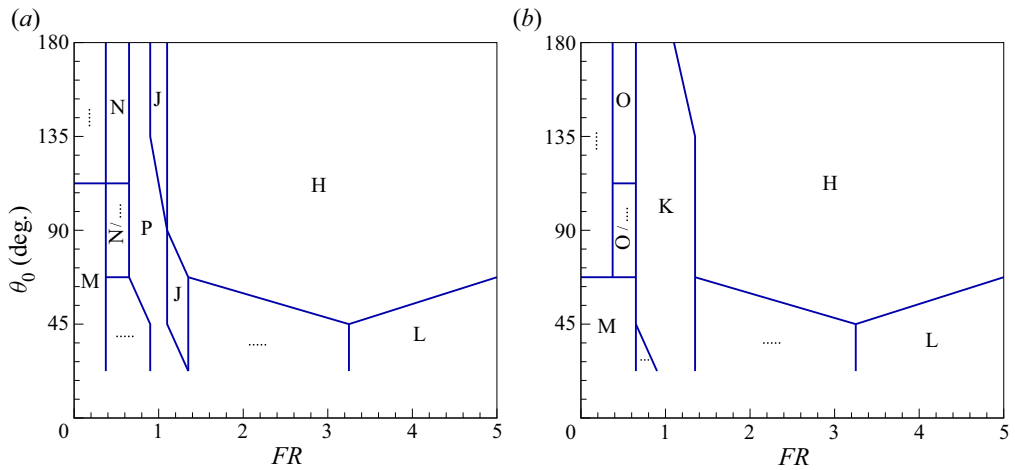 (a)
(b)
180
135
90
45
0
θ0 (deg.)
N
J
.....
H
N / ....
P
M
J
.....
.....
L
1
2
3
4
5
FR
180
135
90
45
0
O
.....
H
K
O / ....
M
...
.....
L
1
2
3
4
5
FR